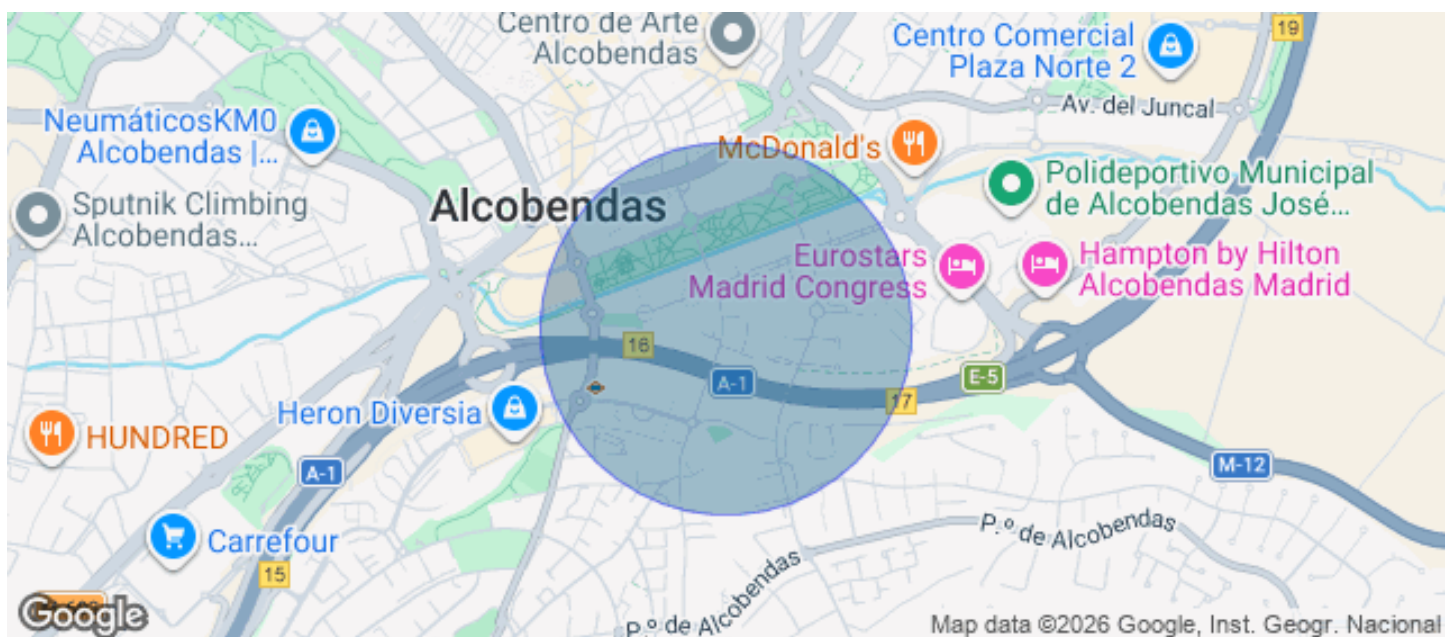 Centro de Arte
Alcobendas
Centro Comercial
Plaza Norte 2
19
Av. del Juncal
NeumáticosKM0
Alcobendas |...
McDonald's
Polideportivo Municipal
de Alcobendas José...
Sputnik Climbing
Alcobendas...
Alcobendas
Eurostars
Madrid Congress
Hampton by Hilton
Alcobendas Madrid
16
A-1
E-5
17
Heron Diversia
HUNDRED
A-1
M-12
P.º de Alcobendas
Carrefour
15
P.º de Alcobendas
Google
Map data ©2026 Google, Inst. Geogr. Nacional